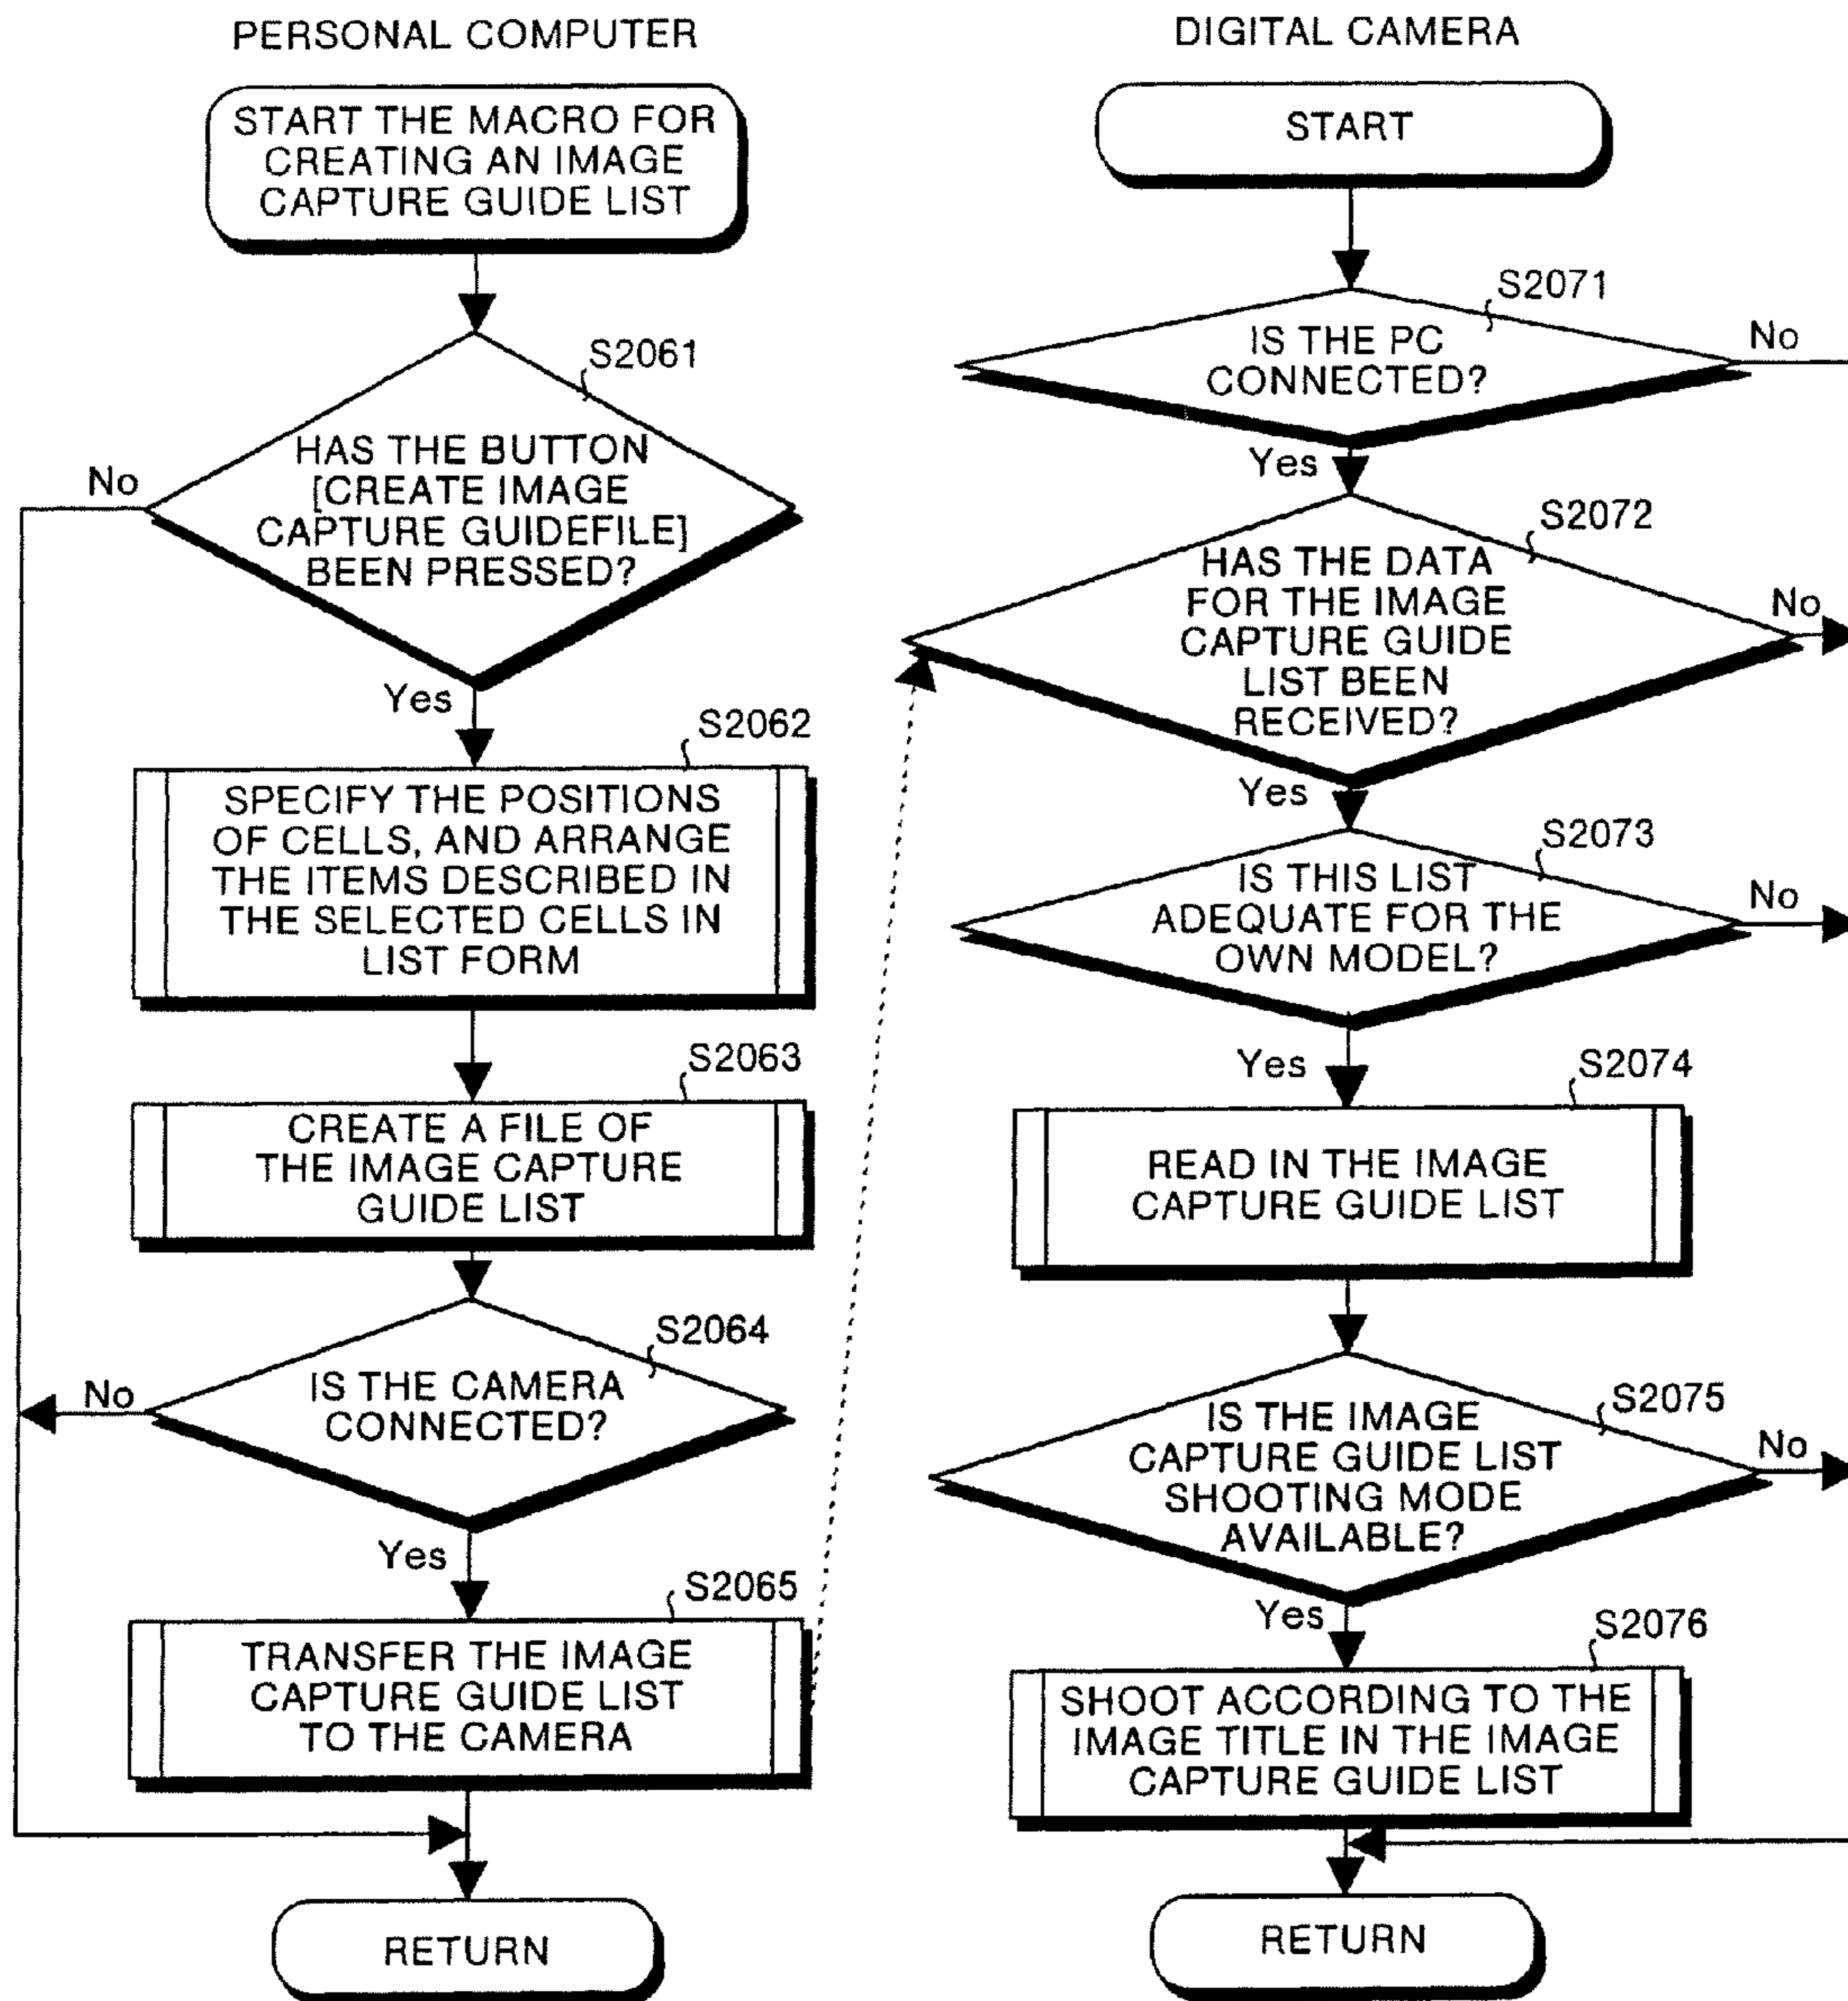 PERSONAL COMPUTER
START THE MACRO FOR
CREATING AN IMAGE
CAPTURE GUIDE LIST
S2061
HAS THE BUTTON
[CREATE IMAGE
CAPTURE GUIDEFILE]
BEEN PRESSED?
No
Yes
S2062
SPECIFY THE POSITIONS
OF CELLS, AND ARRANGE
THE ITEMS DESCRIBED IN
THE SELECTED CELLS IN
LIST FORM
S2063
CREATE A FILE OF
THE IMAGE CAPTURE
GUIDE LIST
S2064
IS THE CAMERA
CONNECTED?
No
Yes
S2065
TRANSFER THE IMAGE
CAPTURE GUIDE LIST
TO THE CAMERA
RETURN
DIGITAL CAMERA
START
S2071
IS THE PC
CONNECTED?
No
Yes
S2072
HAS THE DATA
FOR THE IMAGE
CAPTURE GUIDE
LIST BEEN
RECEIVED?
No
Yes
S2073
IS THIS LIST
ADEQUATE FOR THE
OWN MODEL?
No
Yes
S2074
READ IN THE IMAGE
CAPTURE GUIDE LIST
S2075
IS THE IMAGE
CAPTURE GUIDE LIST
SHOOTING MODE
AVAILABLE?
No
Yes
S2076
SHOOT ACCORDING TO THE
IMAGE TITLE IN THE IMAGE
CAPTURE GUIDE LIST
RETURN